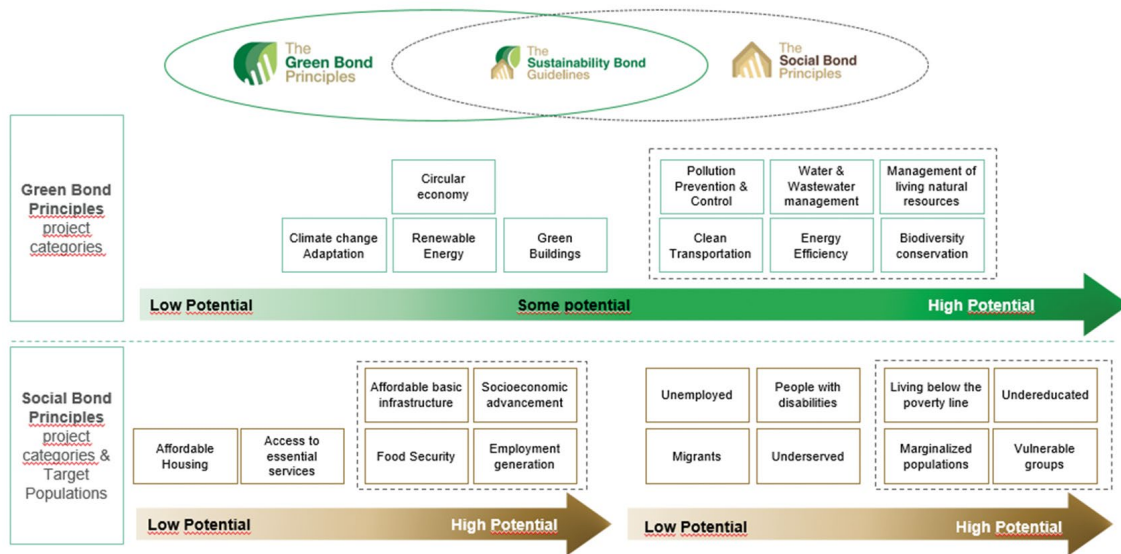 The
Green Bond
Principles
The
Sustainability Bond
Guidelines
The
Social Bond
Principles
Green Bond
Principles
project
categories
Circular
economy
Climate change
Adaptation
Renewable
Energy
Green
Buildings
Pollution
Prevention &
Control
Water &
Wastewater
management
Management of
living natural
resources
Clean
Transportation
Energy
Efficiency
Biodiversity
conservation
Low Potential
Some potential
High Potential
Social Bond
Principles
project
categories &
Target
Populations
Affordable
Housing
Access to
essential
services
Affordable basic
infrastructure
Socioeconomic
advancement
Food Security
Employment
generation
Low Potential
High Potential
Unemployed
People with
disabilities
Migrants
Underserved
Living below the
poverty line
Undereducated
Marginalized
populations
Vulnerable
groups
Low Potential
High Potential